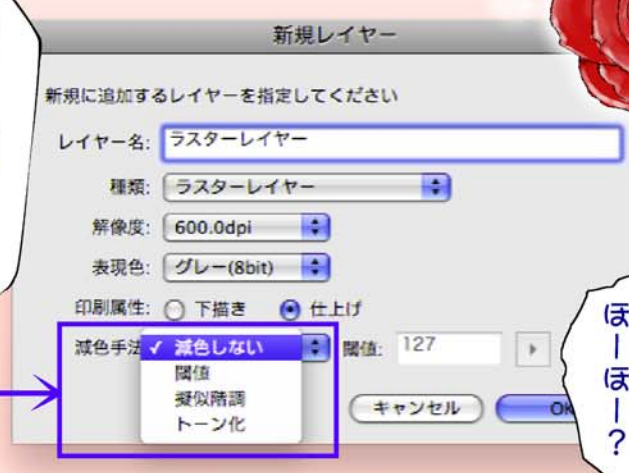 新規レイヤー
新規に追加するレイヤーを指定してください
レイヤー名: ラスターレイヤー
種類: ラスターレイヤー
解像度: 600.0dpi
表現色: グレー(8bit)
印刷属性: 下描き 仕上げ
減色手法 ✓ 減色しない 閾値: 127
閾値
擬似階調
トーン化
キャンセル OK
ほーほー？